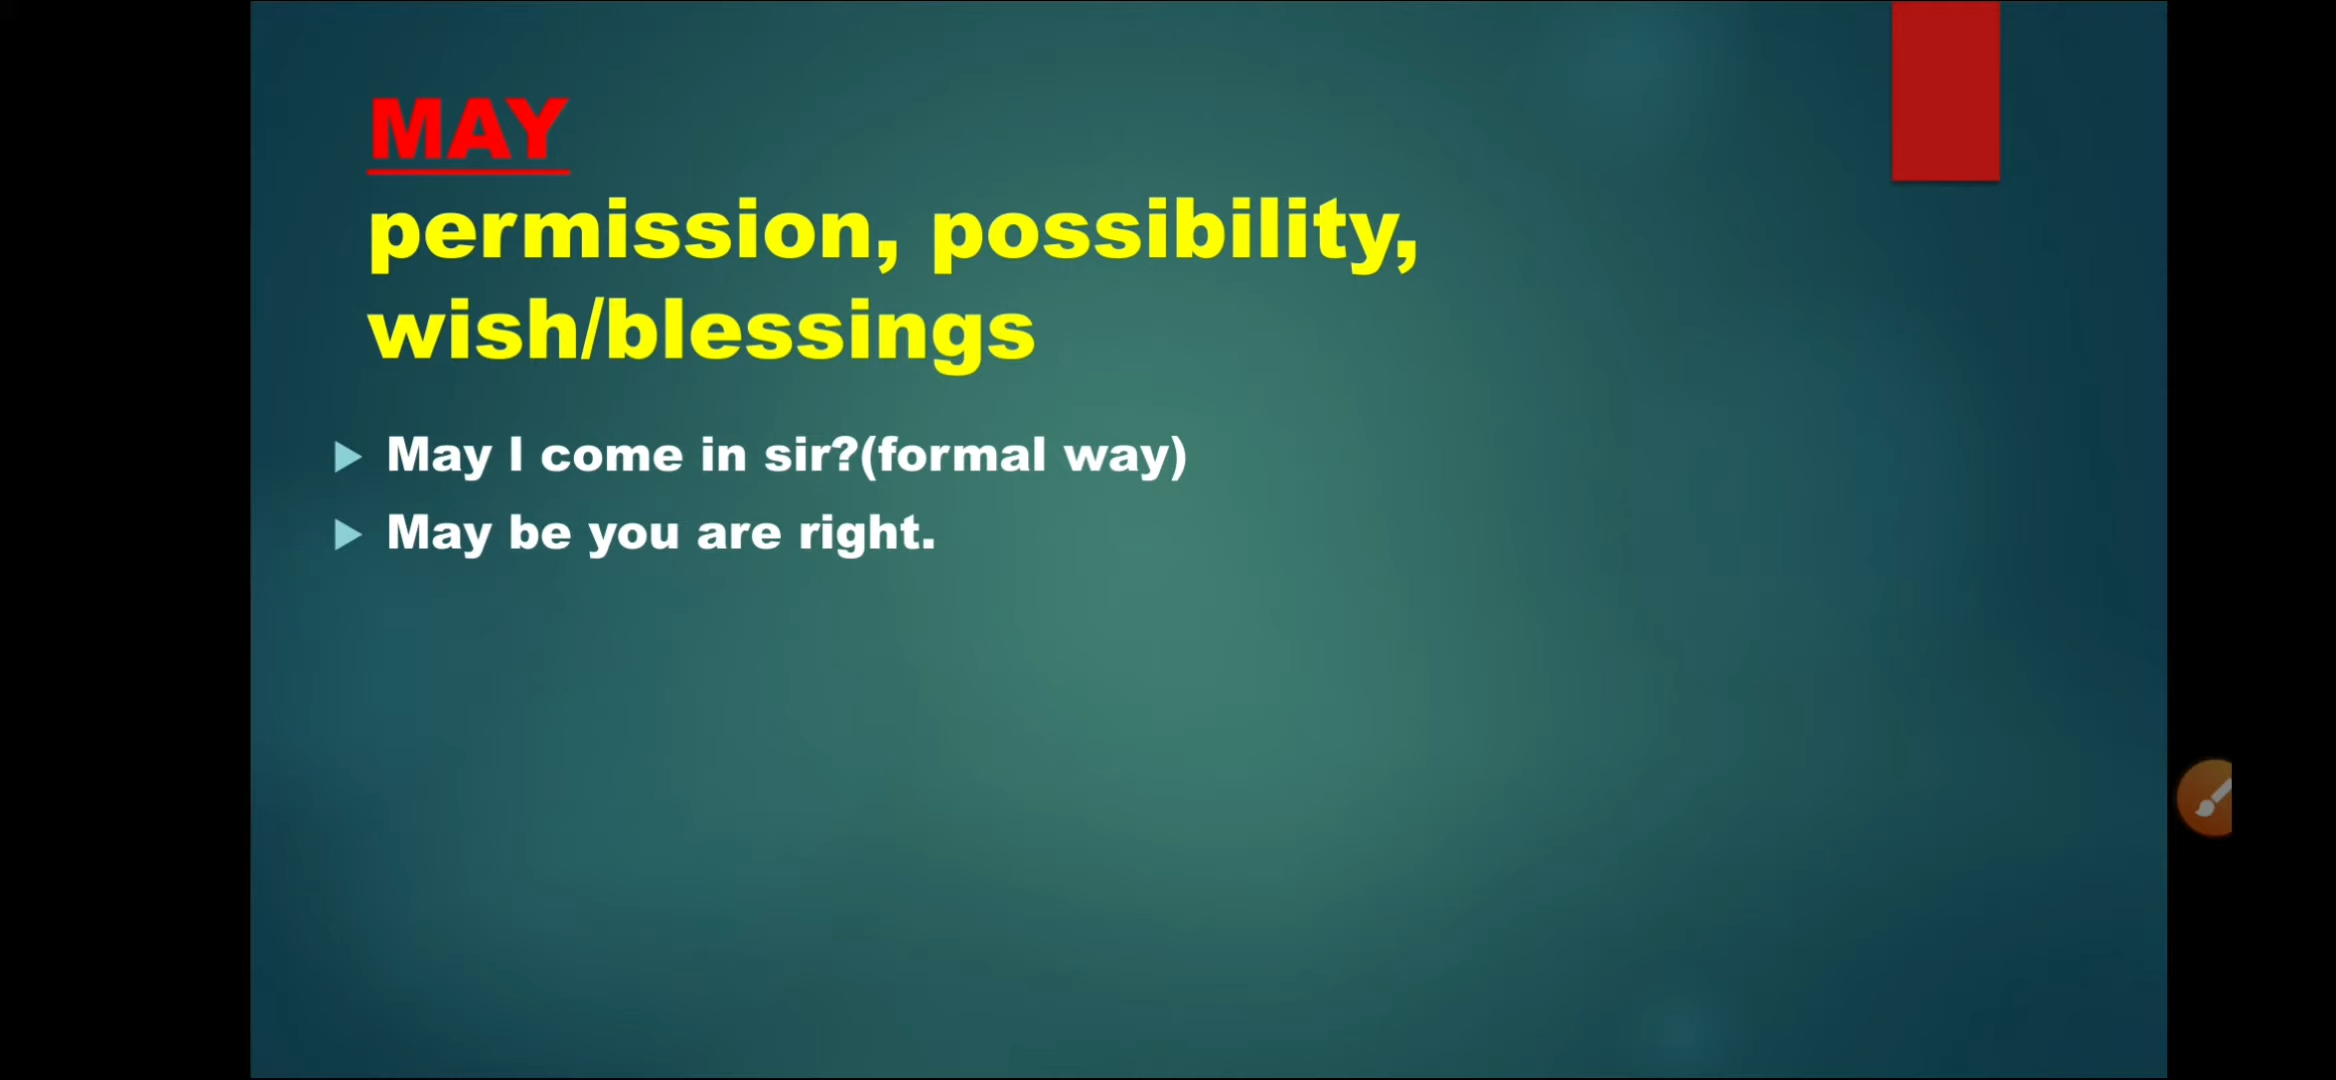 MAY
permission, possibility,
wish/blessings
May I come in sir?(formal way)
May be you are right.